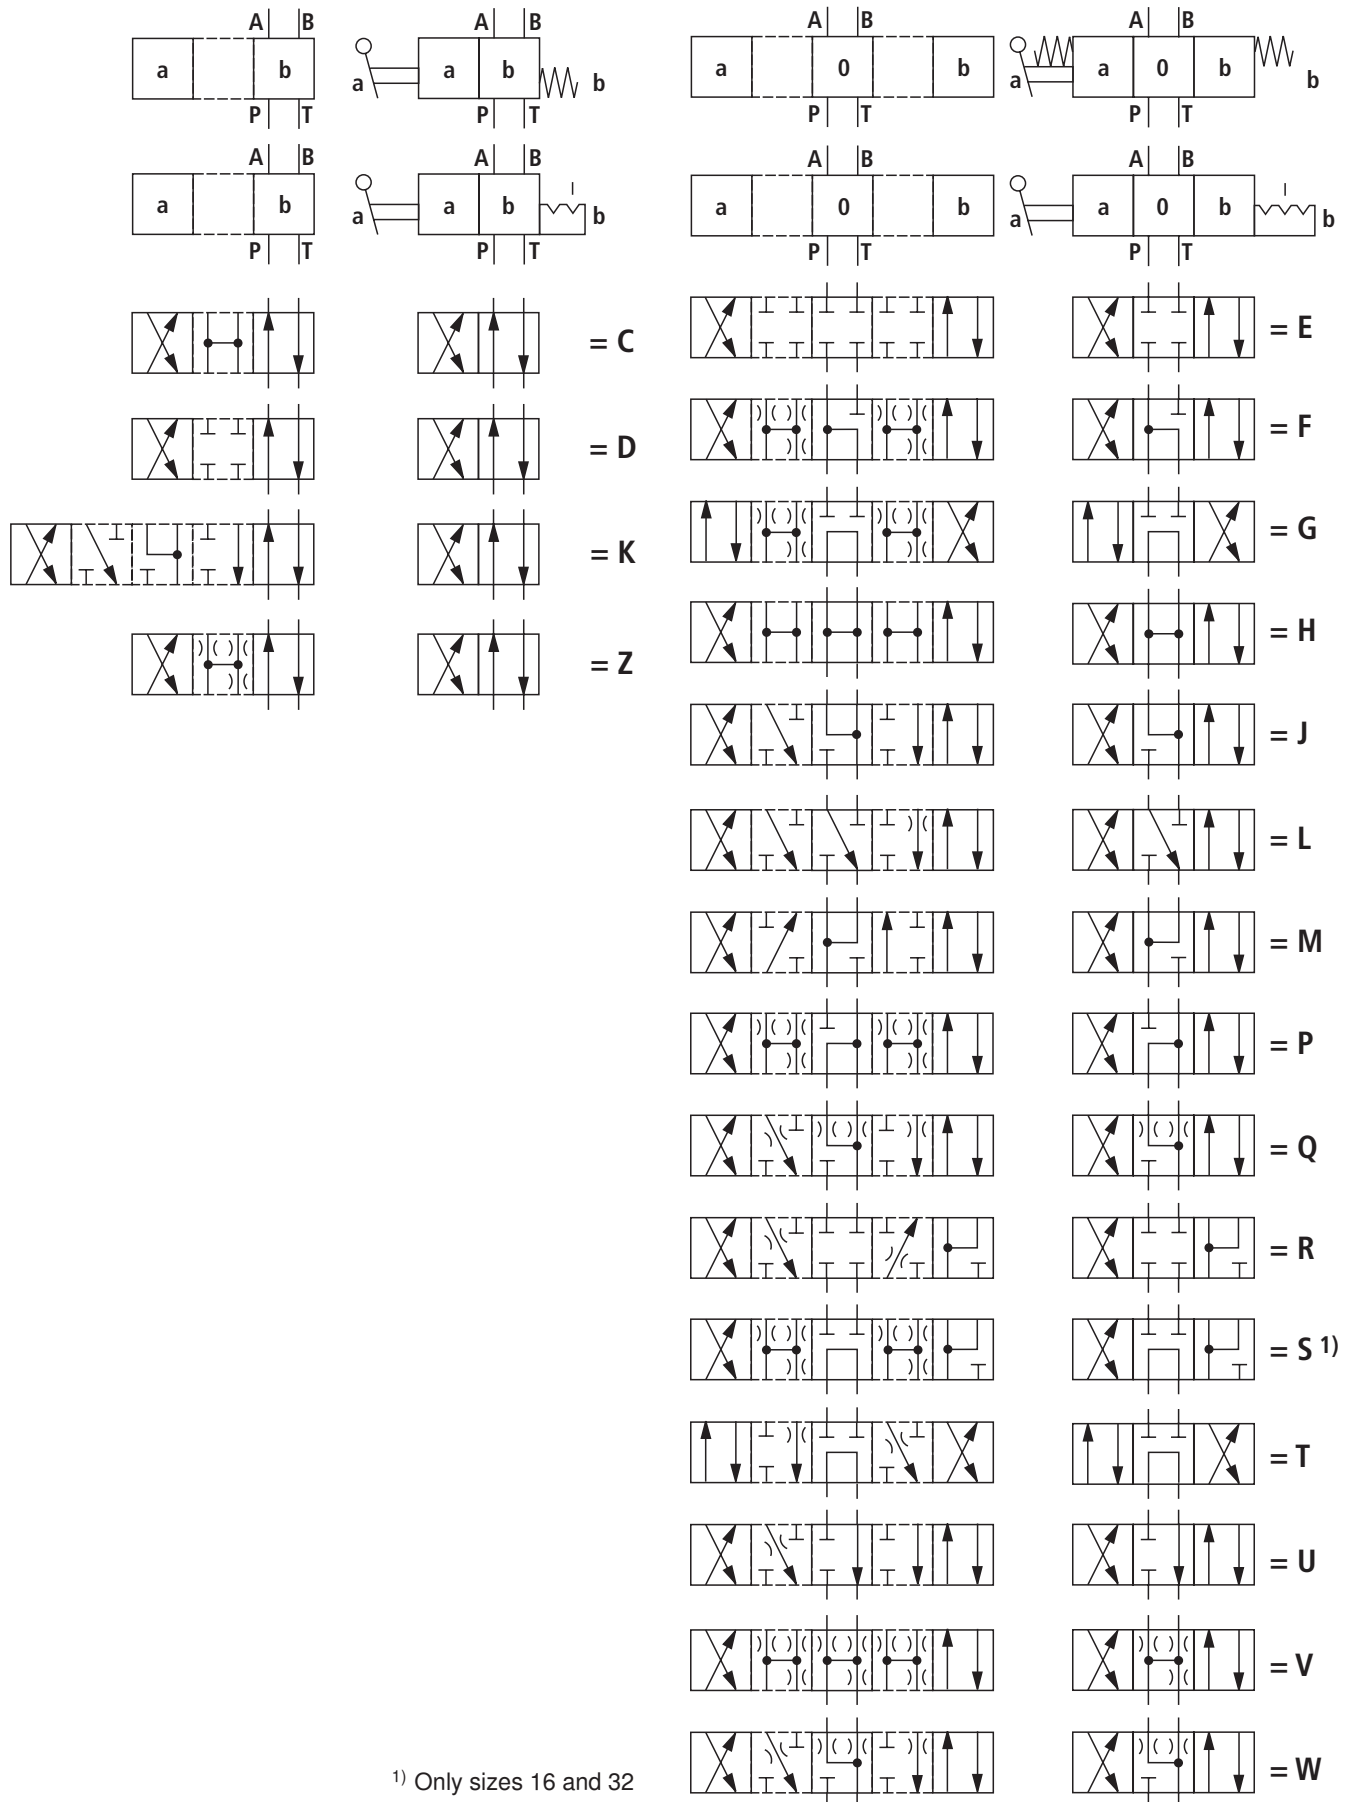 A B A B A B A B
a b a a b b a 0 b a a 0 b b
P T P T P T P T
A B A B A B A B
a b a a b b a 0 b a a 0 b b
P T P T P T P T
= C
= D
= K
= Z
= E
= F
= G
= H
= J
= L
= M
= P
= Q
= R
= S 1)
= T
= U
= V
= W
1) Only sizes 16 and 32